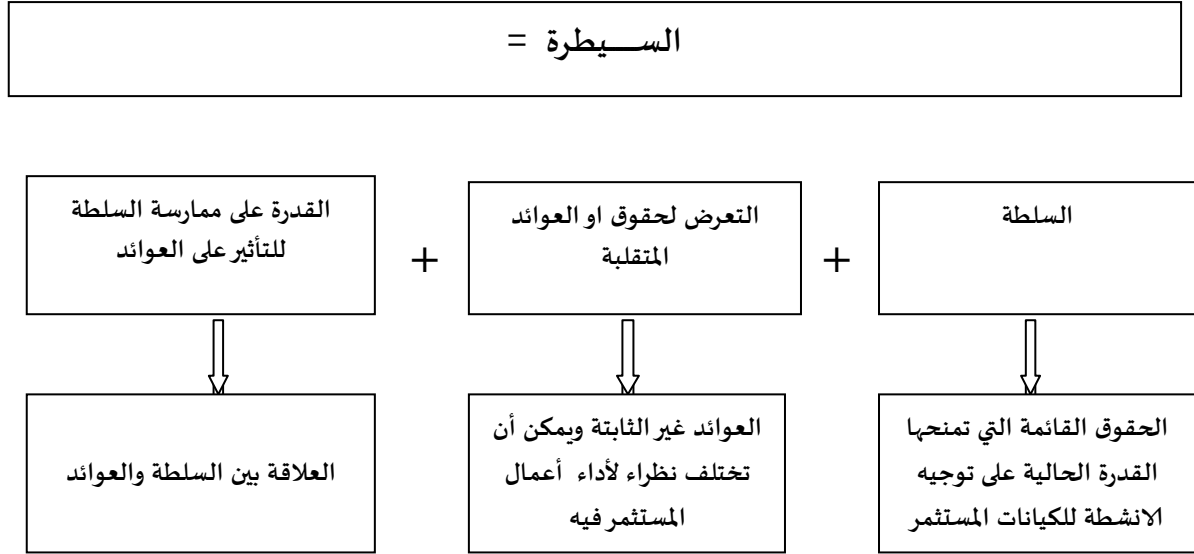 السـيطرة =
السلطة
+
التعرض لحقوق او العوائد
المتقلبة
+
القدرة على ممارسة السلطة
للتأثير على العوائد
الحقوق القائمة التي تمنحها
القدرة الحالية على توجيه
الانشطة للكيانات المستثمر
العوائد غير الثابتة ويمكن أن
تختلف نظراء لأداء أعمال
المستثمر فيه
العلاقة بين السلطة والعوائد